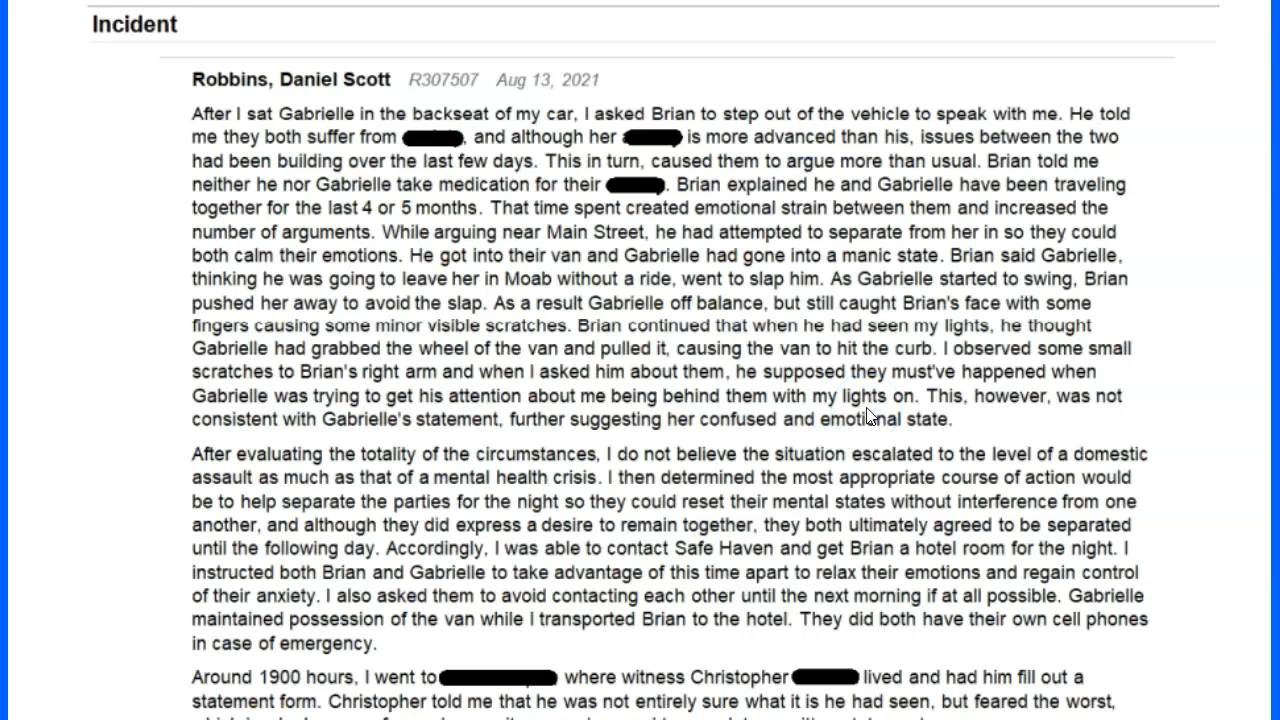 Incident
Robbins, Daniel Scott R307507 Aug 13, 2021
After I sat Gabrielle in the backseat of my car, I asked Brian to step out of the vehicle to speak with me. He told
me they both suffer from , and although her is more advanced than his, issues between the two
had been building over the last few days. This in turn, caused them to argue more than usual. Brian told me
neither he nor Gabrielle take medication for their . Brian explained he and Gabrielle have been traveling
together for the last 4 or 5 months. That time spent created emotional strain between them and increased the
number of arguments. While arguing near Main Street, he had attempted to separate from her in so they could
both calm their emotions. He got into their van and Gabrielle had gone into a manic state. Brian said Gabrielle,
thinking he was going to leave her in Moab without a ride, went to slap him. As Gabrielle started to swing, Brian
pushed her away to avoid the slap. As a result Gabrielle off balance, but still caught Brian's face with some
fingers causing some minor visible scratches. Brian continued that when he had seen my lights, he thought
Gabrielle had grabbed the wheel of the van and pulled it, causing the van to hit the curb. I observed some small
scratches to Brian's right arm and when I asked him about them, he supposed they must've happened when
Gabrielle was trying to get his attention about me being behind them with my lights on. This, however, was not
consistent with Gabrielle's statement, further suggesting her confused and emotional state.
After evaluating the totality of the circumstances, I do not believe the situation escalated to the level of a domestic
assault as much as that of a mental health crisis. I then determined the most appropriate course of action would
be to help separate the parties for the night so they could reset their mental states without interference from one
another, and although they did express a desire to remain together, they both ultimately agreed to be separated
until the following day. Accordingly, I was able to contact Safe Haven and get Brian a hotel room for the night. I
instructed both Brian and Gabrielle to take advantage of this time apart to relax their emotions and regain control
of their anxiety. I also asked them to avoid contacting each other until the next morning if at all possible. Gabrielle
maintained possession of the van while I transported Brian to the hotel. They did both have their own cell phones
in case of emergency.
Around 1900 hours, I went to where witness Christopher lived and had him fill out a
statement form. Christopher told me that he was not entirely sure what it is he had seen, but feared the worst,